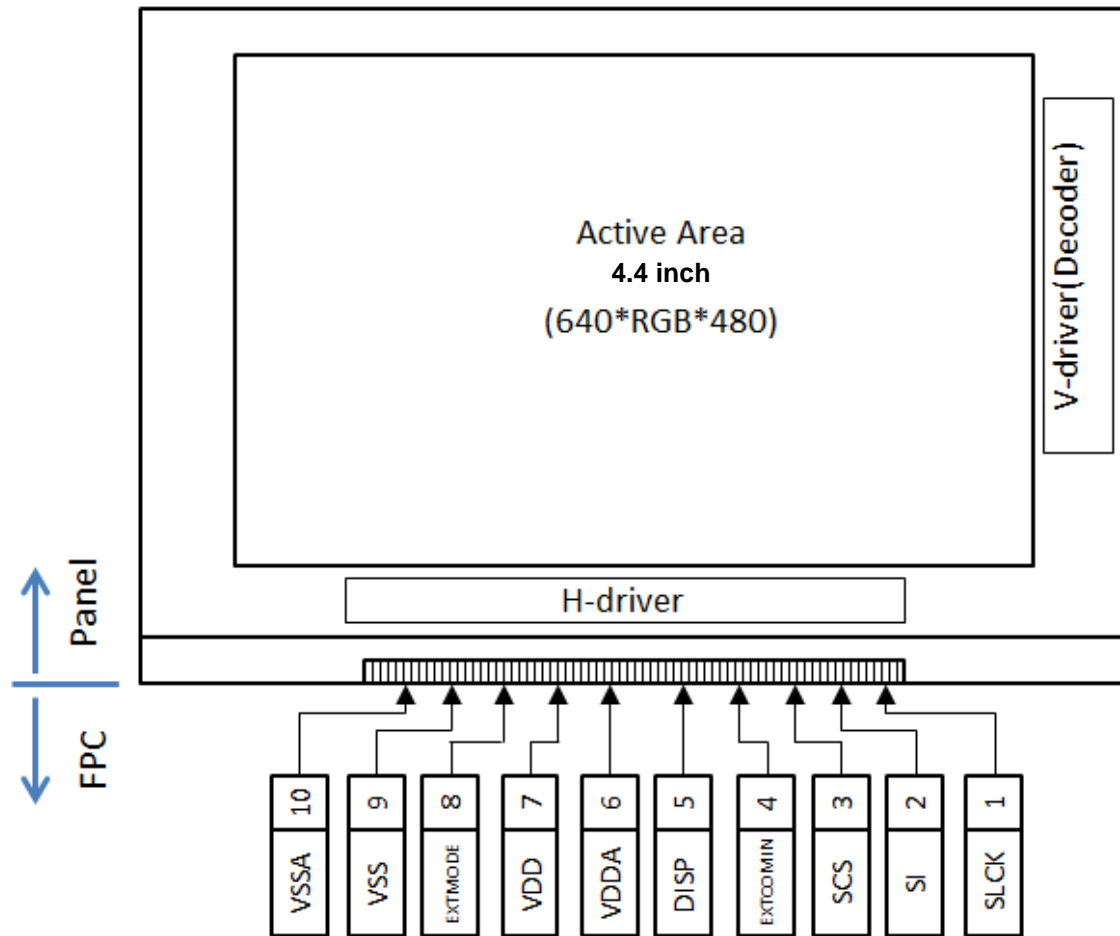 Active Area
4.4 inch
(640*RGB*480)
V-driver(Decoder)
H-driver
Panel
FPC
10 9 8 7 6 5 4 3 2 1
VSSA VSS EXTMODE VDD VDDA DISP EXTCOMIN SCS SI SLCK